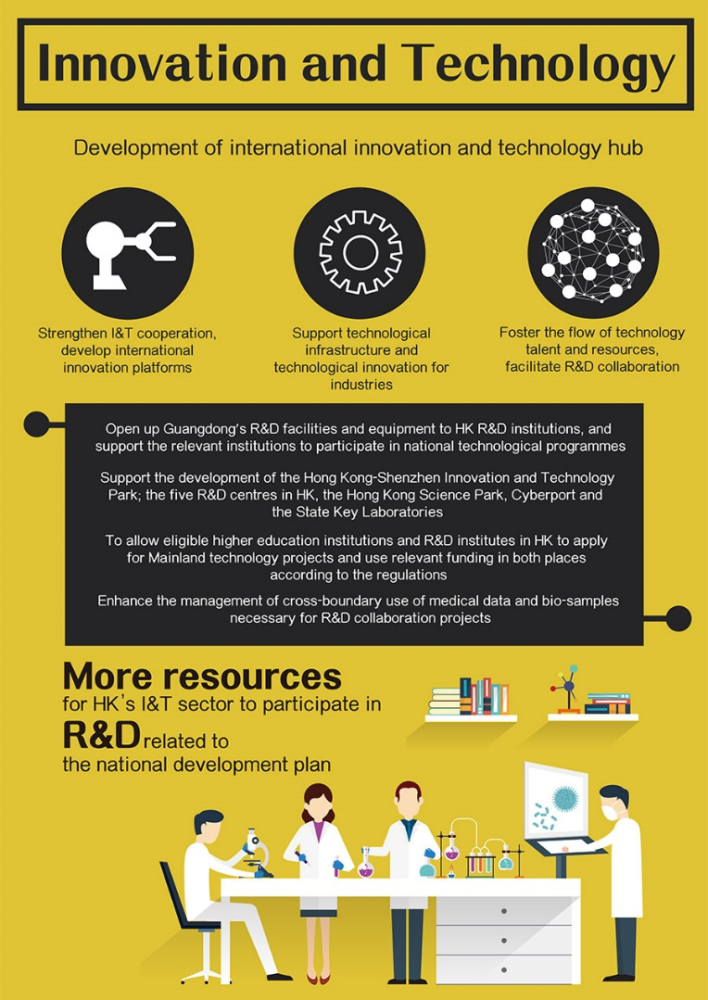 Innovation and Technology
Development of international innovation and technology hub
Strengthen I&T cooperation,
develop international
innovation platforms
Support technological
infrastructure and
technological innovation for
industries
Foster the flow of technology
talent and resources,
facilitate R&D collaboration
Open up Guangdong's R&D facilities and equipment to HK R&D institutions, and
support the relevant institutions to participate in national technological programmes
Support the development of the Hong Kong-Shenzhen Innovation and Technology
Park; the five R&D centres in HK, the Hong Kong Science Park, Cyberport and
the State Key Laboratories
To allow eligible higher education institutions and R&D institutes in HK to apply
for Mainland technology projects and use relevant funding in both places
according to the regulations
Enhance the management of cross-boundary use of medical data and bio-samples
necessary for R&D collaboration projects
More resources
for HK's I&T sector to participate in
R&D related to
the national development plan